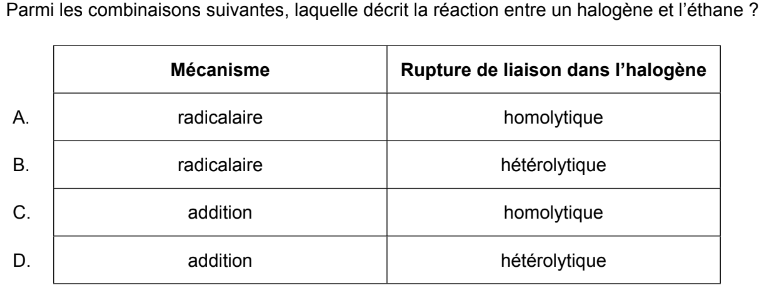 Parmi les combinaisons suivantes, laquelle décrit la réaction entre un halogène et l’éthane ?
Mécanisme Rupture de liaison dans l’halogène
A. radicalaire homolytique
B. radicalaire hétérolytique
C. addition homolytique
D. addition hétérolytique